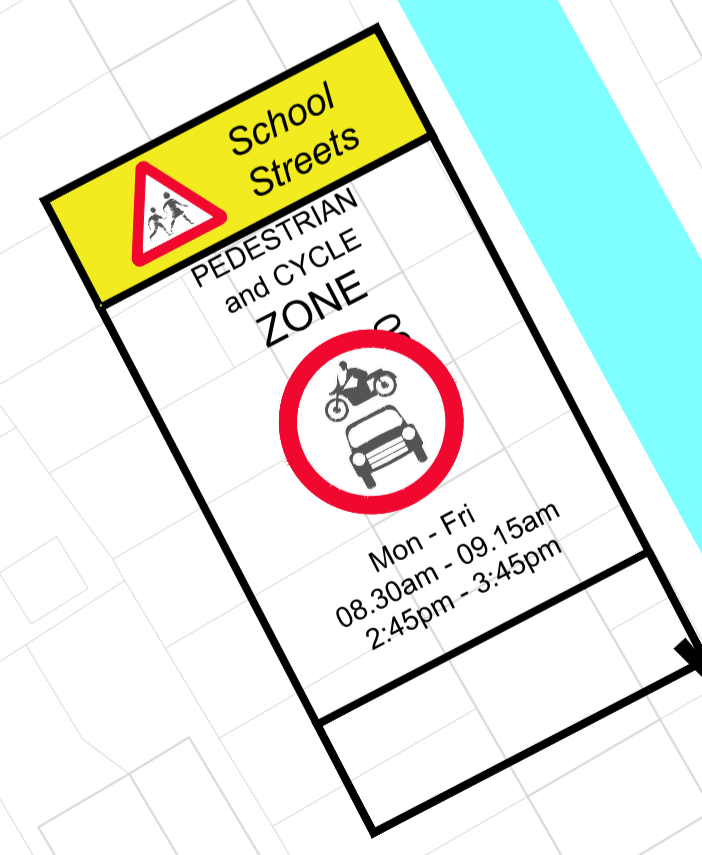 School
Streets
PEDESTRIAN
and CYCLE
ZONE
Mon - Fri
08.30am - 09.15am
2:45pm - 3:45pm